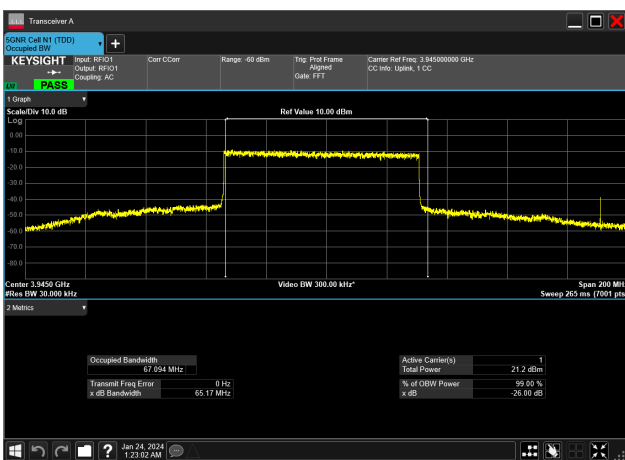 Transceiver A
5GNR Cell N1 (TDD)
Occupied BW
KEYSIGHT
LXI
PASS
Input: RFIO1
Output: RFIO1
Coupling: AC
Corr CCorr
Range: -60 dBm
Trig: Prot Frame
Aligned
Gate: FFT
Carrier Ref Freq: 3.945000000 GHz
CC Info: Uplink, 1 CC
1 Graph
Scale/Div 10.0 dB
Ref Value 10.00 dBm
Log
0.00
-10.0
-20.0
-30.0
-40.0
-50.0
-60.0
-70.0
-80.0
Center 3.9450 GHz
Video BW 300.00 kHz*
Span 200 MHz
#Res BW 30.000 kHz
Sweep 265 ms (7001 pts
2 Metrics
Occupied Bandwidth
67.094 MHz
Active Carrier(s) 1
Total Power 21.2 dBm
Transmit Freq Error 0 Hz
x dB Bandwidth 65.17 MHz
% of OBW Power 99.00 %
x dB -26.00 dB
?
Jan 24, 2024
1:23:02 AM